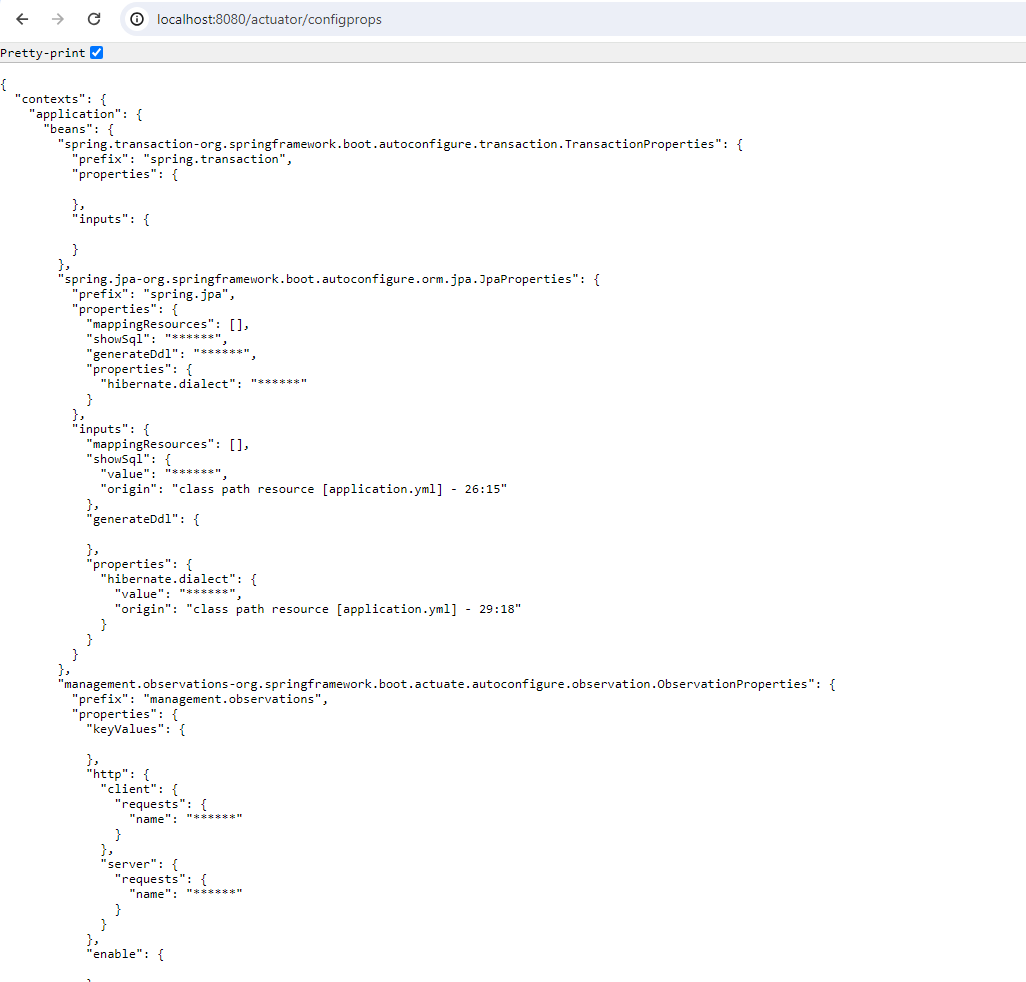 localhost:8080/actuator/configprops
Pretty-print
{
  "contexts": {
    "application": {
      "beans": {
        "spring.transaction-org.springframework.boot.autoconfigure.transaction.TransactionProperties": {
          "prefix": "spring.transaction",
          "properties": {

          },
          "inputs": {

          }
        },
        "spring.jpa-org.springframework.boot.autoconfigure.orm.jpa.JpaProperties": {
          "prefix": "spring.jpa",
          "properties": {
            "mappingResources": [],
            "showSql": "******",
            "generateDdl": "******",
            "properties": {
              "hibernate.dialect": "******"
            }
          },
          "inputs": {
            "mappingResources": [],
            "showSql": {
              "value": "******",
              "origin": "class path resource [application.yml] - 26:15"
            },
            "generateDdl": {

            },
            "properties": {
              "hibernate.dialect": {
                "value": "******",
                "origin": "class path resource [application.yml] - 29:18"
              }
            }
          }
        },
        "management.observations-org.springframework.boot.actuate.autoconfigure.observation.ObservationProperties": {
          "prefix": "management.observations",
          "properties": {
            "keyValues": {

            },
            "http": {
              "client": {
                "requests": {
                  "name": "******"
                }
              },
              "server": {
                "requests": {
                  "name": "******"
                }
              }
            },
            "enable": {